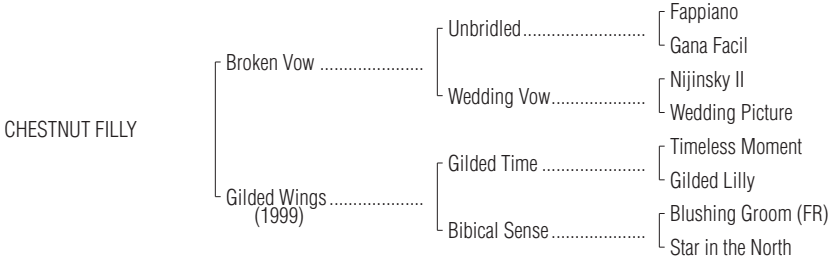 Fappiano
Unbridled
Gana Facil
Broken Vow
Nijinsky II
Wedding Vow
Wedding Picture
CHESTNUT FILLY
Timeless Moment
Gilded Time
Gilded Lilly
Gilded Wings
(1999)
Blushing Groom (FR)
Bibical Sense
Star in the North